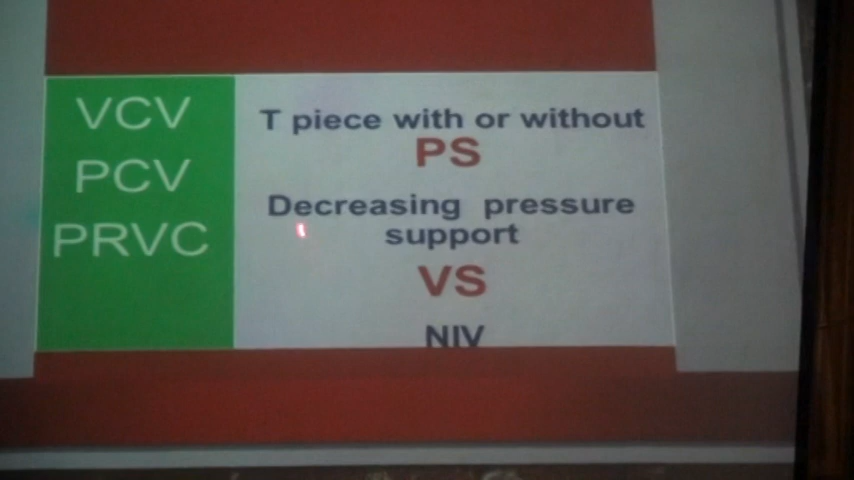 VCV
PCV
PRVC
T piece with or without
PS
Decreasing pressure
support
VS
NIV